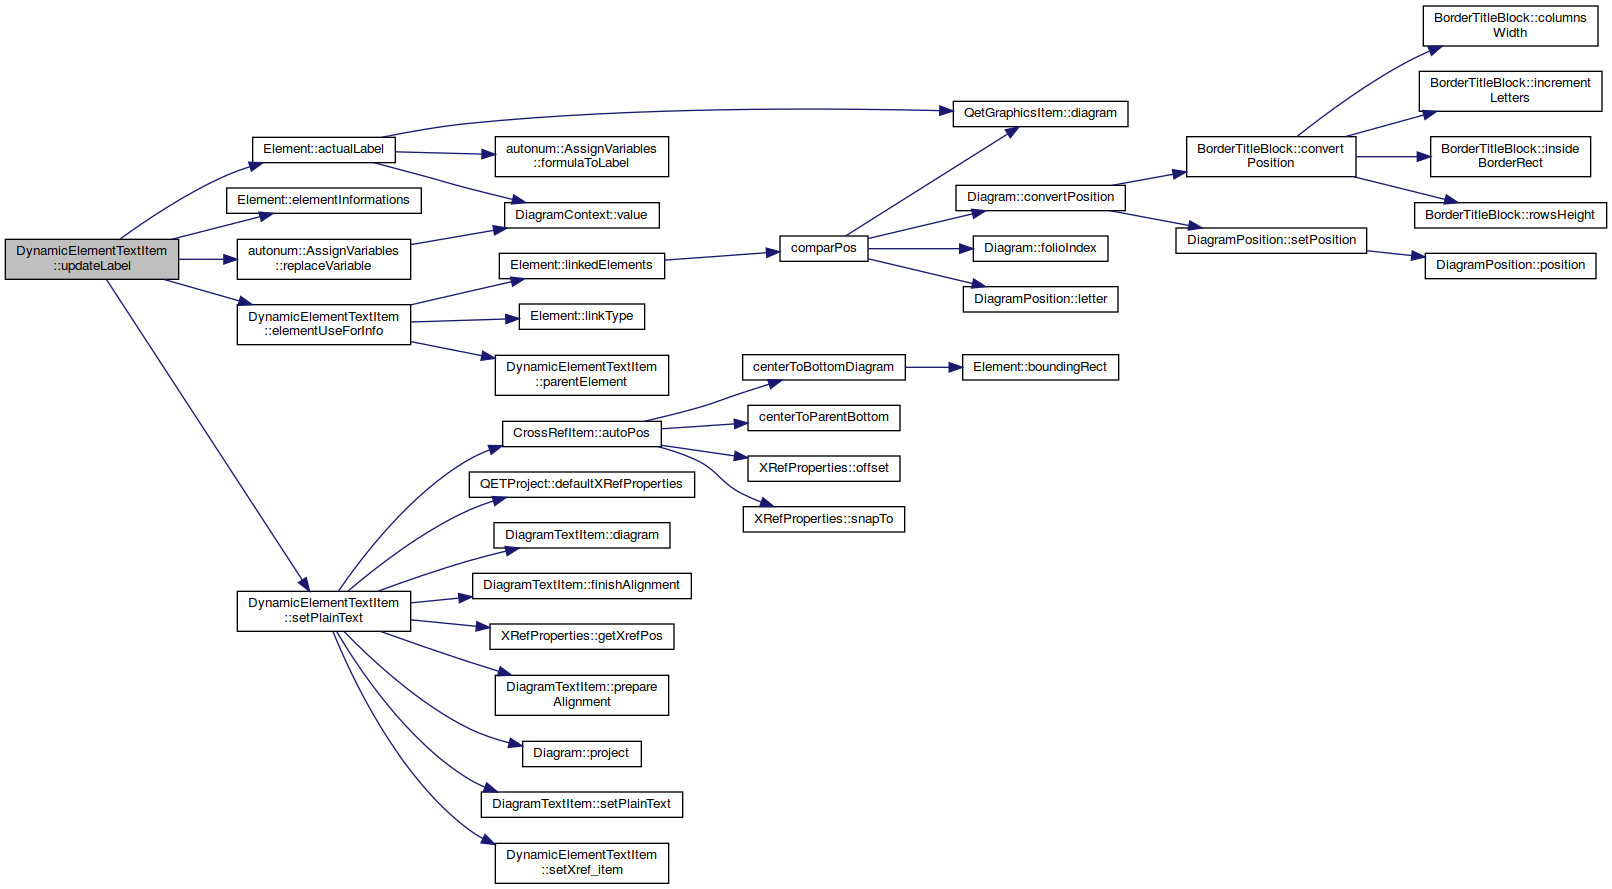 DynamicElementTextItem
::updateLabel
Element::actualLabel
Element::elementInformations
autonum::AssignVariables
::replaceVariable
DynamicElementTextItem
::elementUseForInfo
DynamicElementTextItem
::setPlainText
autonum::AssignVariables
::formulaToLabel
DiagramContext::value
Element::linkedElements
Element::linkType
DynamicElementTextItem
::parentElement
CrossRefItem::autoPos
QETProject::defaultXRefProperties
DiagramTextItem::diagram
DiagramTextItem::finishAlignment
XRefProperties::getXrefPos
DiagramTextItem::prepare
Alignment
Diagram::project
DiagramTextItem::setPlainText
DynamicElementTextItem
::setXref_item
comparPos
centerToBottomDiagram
centerToParentBottom
XRefProperties::offset
XRefProperties::snapTo
QetGraphicsItem::diagram
Diagram::convertPosition
Diagram::folioIndex
DiagramPosition::letter
Element::boundingRect
BorderTitleBlock::convert
Position
DiagramPosition::setPosition
BorderTitleBlock::columns
Width
BorderTitleBlock::increment
Letters
BorderTitleBlock::inside
BorderRect
BorderTitleBlock::rowsHeight
DiagramPosition::position